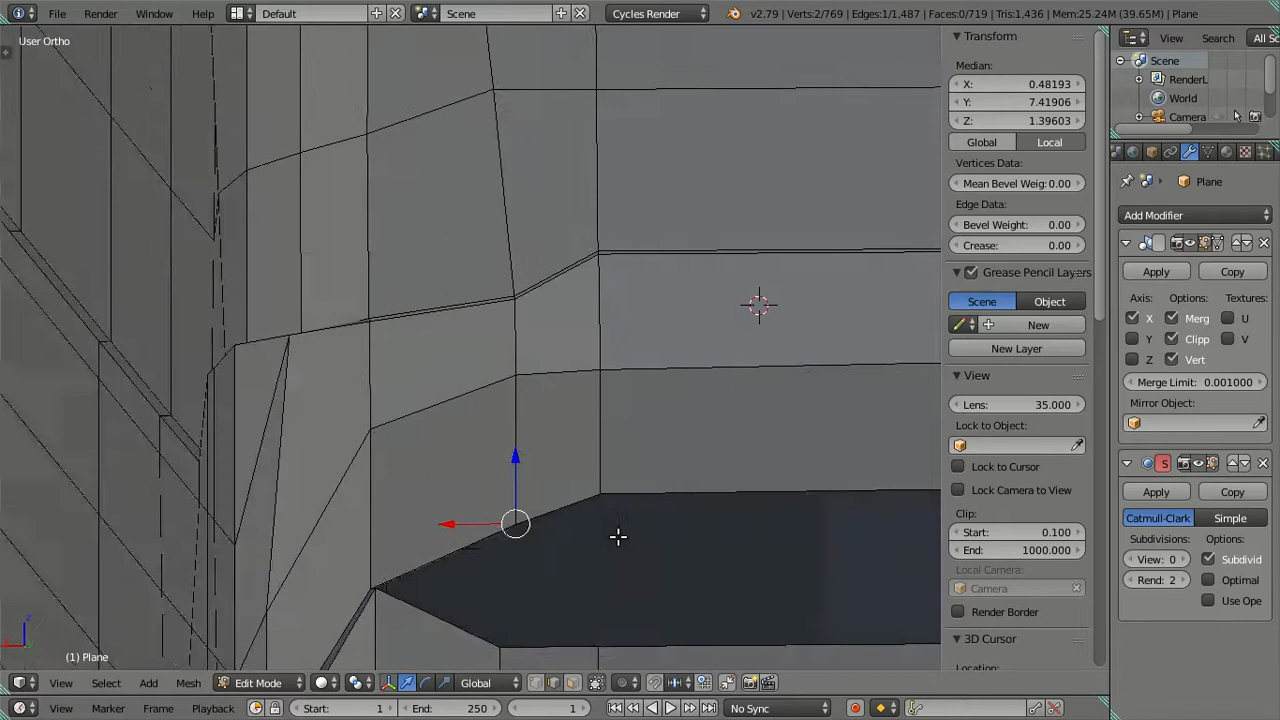 File Render Window Help Default Scene Cycles Render v2.79 | Verts:2/769 | Edges:1/1,487 | Faces:0/719 | Tris:1,436 | Mem:25.24M (39.65M) | Plane
User Ortho
Transform
Median:
X: 0.48193
Y: 7.41906
Z: 1.39603
Global Local
Vertices Data:
Mean Bevel Weig: 0.00
Edge Data:
Bevel Weight: 0.00
Crease: 0.00
Grease Pencil Layers
Scene Object
New
New Layer
View
Lens: 35.000
Lock to Object:
Lock to Cursor
Lock Camera to View
Clip:
Start: 0.100
End: 1000.000
Local Camera:
Camera
Render Border
3D Cursor
Location:
View Search All Sc
Scene
RenderL
World
Camera
Plane
Add Modifier
Apply Copy
Axis: Options: Textures:
X Merg U
Y Clipp V
Z Vert
Merge Limit: 0.001000
Mirror Object:
S
Apply Copy
Catmull-Clark Simple
Subdivisions: Options:
View: 0 Subdivid
Rend: 2 Optimal
Use Ope
z
x
(1) Plane
View Select Add Mesh Edit Mode Global
View Marker Frame Playback Start: 1 End: 250 1 No Sync